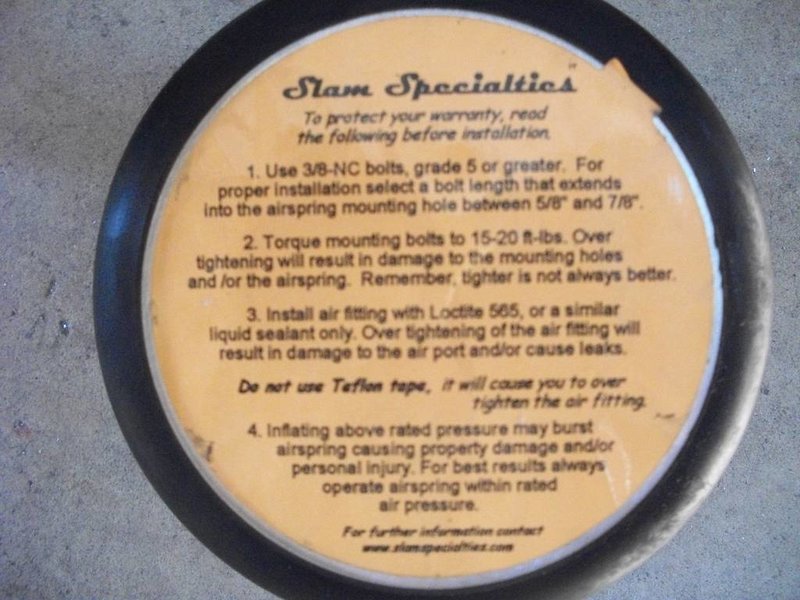 Slam Specialties
To protect your warranty, read
the following before installation.
1. Use 3/8-NC bolts, grade 5 or greater. For
proper installation select a bolt length that extends
into the airspring mounting hole between 5/8" and 7/8".
2. Torque mounting bolts to 15-20 ft-lbs. Over
tightening will result in damage to the mounting holes
and /or the airspring. Remember, tighter is not always better.
3. Install air fitting with Loctite 565, or a similar
liquid sealant only. Over tightening of the air fitting will
result in damage to the air port and/or cause leaks.
Do not use Teflon tape, it will cause you to over
tighten the air fitting.
4. Inflating above rated pressure may burst
airspring causing property damage and/or
personal injury. For best results always
operate airspring within rated
air pressure.
For further information contact
www.slamspecialties.com